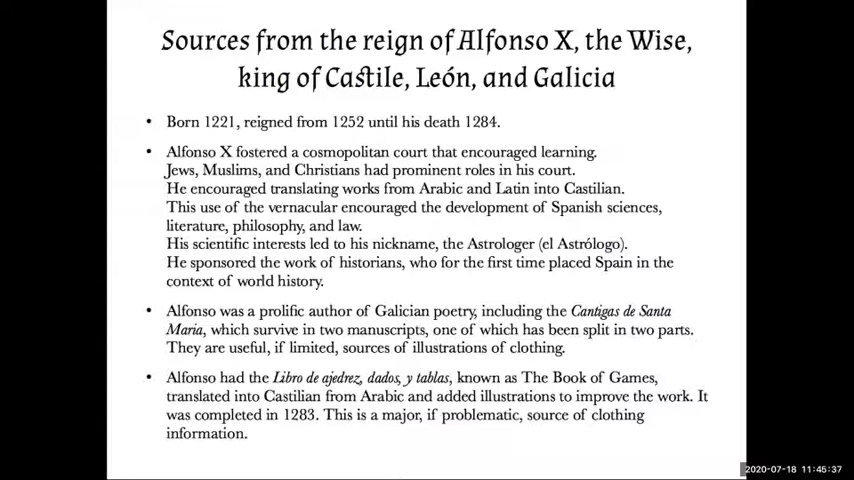 Sources from the reign of Alfonso X, the Wise,
king of Castile, León, and Galicia
• Born 1221, reigned from 1252 until his death 1284.
• Alfonso X fostered a cosmopolitan court that encouraged learning.
Jews, Muslims, and Christians had prominent roles in his court.
He encouraged translating works from Arabic and Latin into Castilian.
This use of the vernacular encouraged the development of Spanish sciences,
literature, philosophy, and law.
His scientific interests led to his nickname, the Astrologer (el Astrólogo).
He sponsored the work of historians, who for the first time placed Spain in the
context of world history.
• Alfonso was a prolific author of Galician poetry, including the Cantigas de Santa
Maria, which survive in two manuscripts, one of which has been split in two parts.
They are useful, if limited, sources of illustrations of clothing.
• Alfonso had the Libro de ajedrez, dados, y tablas, known as The Book of Games,
translated into Castilian from Arabic and added illustrations to improve the work. It
was completed in 1283. This is a major, if problematic, source of clothing
information.
2020-07-18 11:45:37